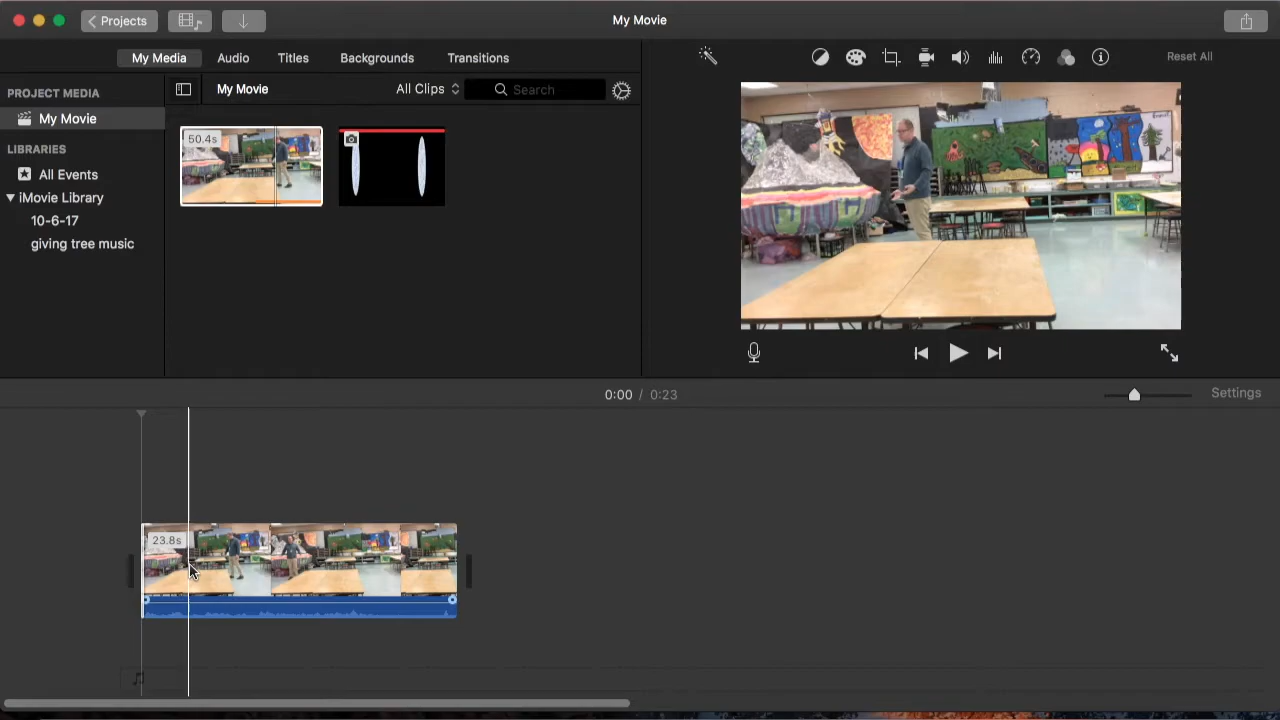 Projects
My Movie
My Media Audio Titles Backgrounds Transitions
Reset All
PROJECT MEDIA
My Movie
LIBRARIES
All Events
iMovie Library
10-6-17
giving tree music
My Movie
All Clips
Search
50.4s
0:00 / 0:23
Settings
23.8s